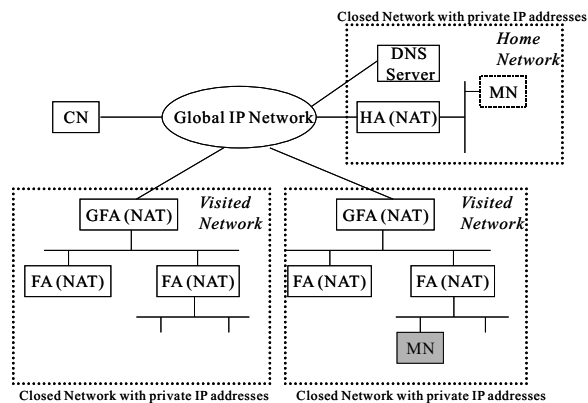 Closed Network with private IP addresses
Home
Network
DNS
Server
MN
CN
Global IP Network
HA (NAT)
Visited
Network
GFA (NAT)
FA (NAT)
FA (NAT)
Visited
Network
GFA (NAT)
FA (NAT)
FA (NAT)
MN
Closed Network with private IP addresses
Closed Network with private IP addresses